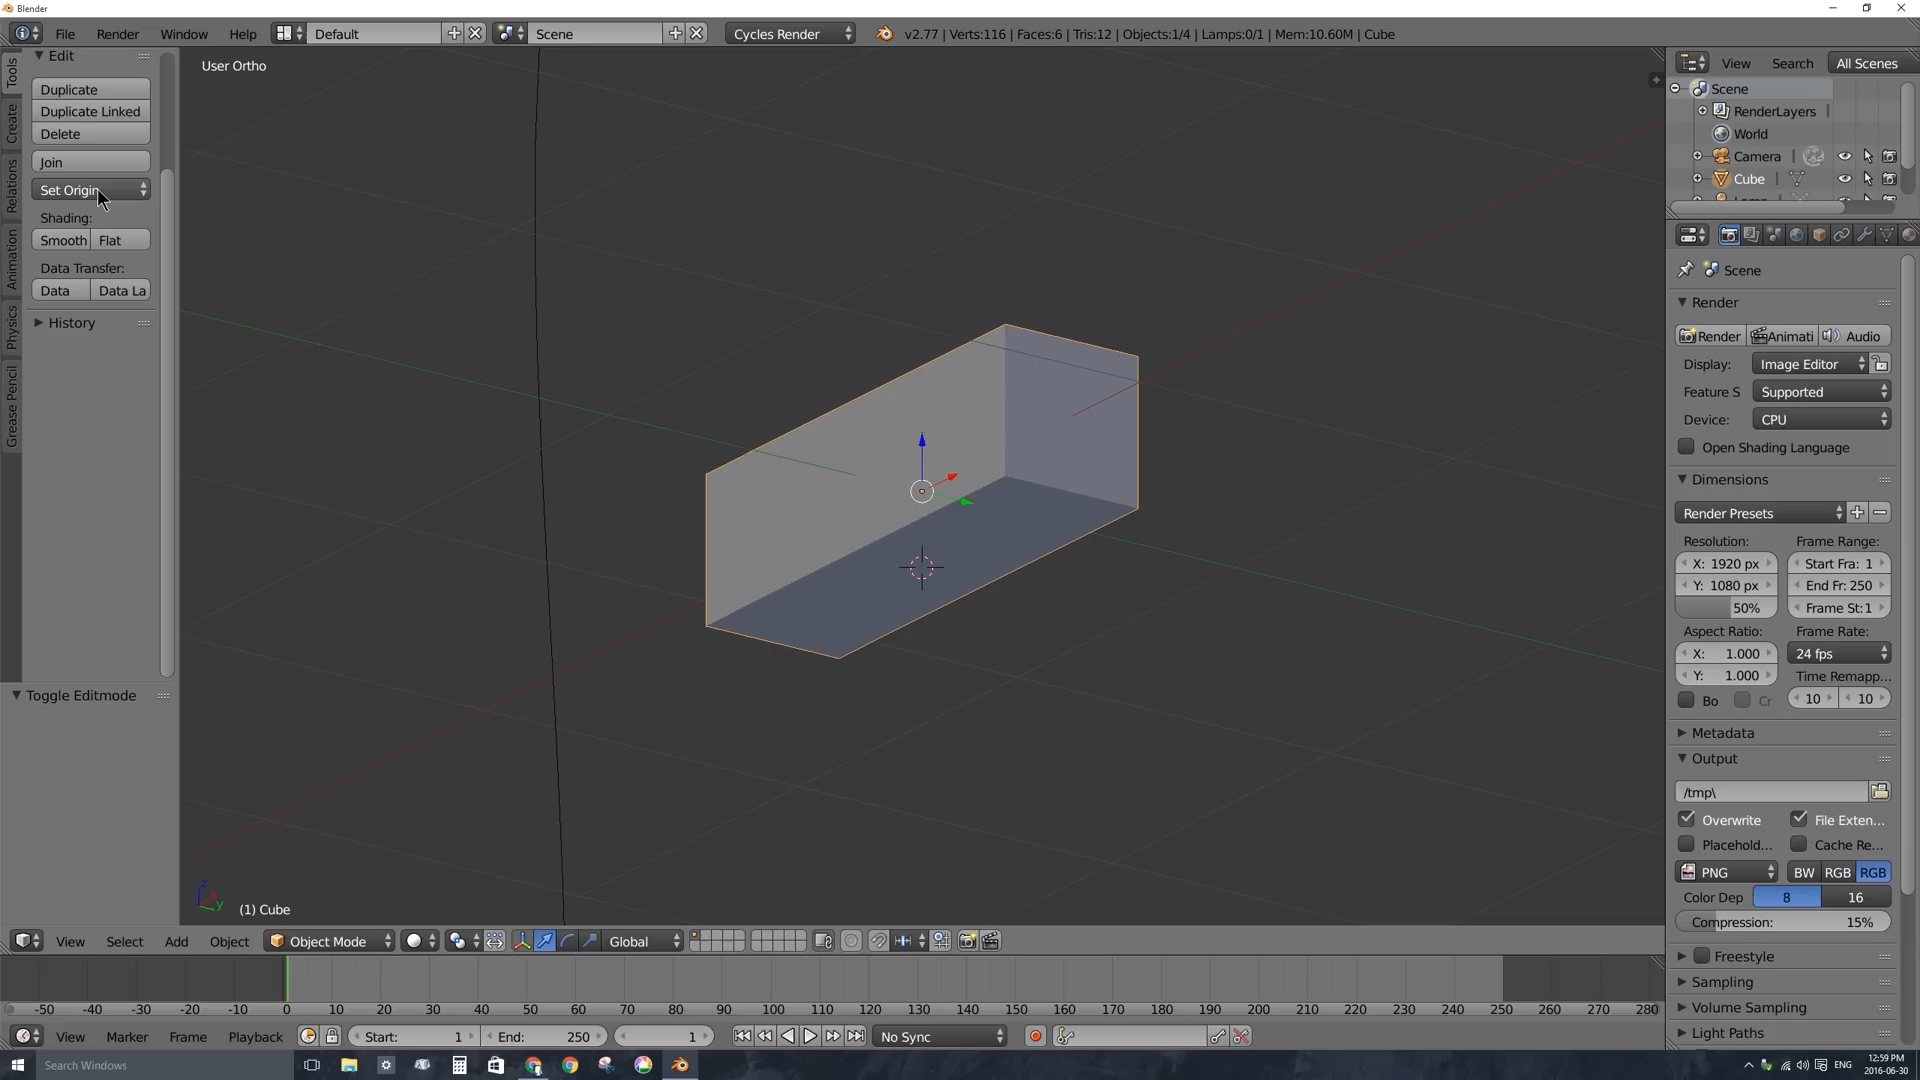 Blender
File Render Window Help Default Scene Cycles Render v2.77 | Verts:116 | Faces:6 | Tris:12 | Objects:1/4 | Lamps:0/1 | Mem:10.60M | Cube
Tools
Create
Relations
Animation
Physics
Grease Pencil
Edit
Duplicate
Duplicate Linked
Delete
Join
Set Origin
Shading:
Smooth Flat
Data Transfer:
Data Data La
History
Toggle Editmode
User Ortho
(1) Cube
View Search All Scenes
Scene
RenderLayers
World
Camera
Cube
Scene
Render
Render Animati Audio
Display: Image Editor
Feature S Supported
Device: CPU
Open Shading Language
Dimensions
Render Presets
Resolution: Frame Range:
X: 1920 px Start Fra: 1
Y: 1080 px End Fr: 250
50% Frame St:1
Aspect Ratio: Frame Rate:
X: 1.000 24 fps
Y: 1.000 Time Remapp...
Bo Cr 10 10
Metadata
Output
/tmp\
Overwrite File Exten...
Placehold... Cache Re...
PNG BW RGB RGB
Color Dep 8 16
Compression: 15%
Freestyle
Sampling
Volume Sampling
Light Paths
View Select Add Object Object Mode Global
-50 -40 -30 -20 -10 0 10 20 30 40 50 60 70 80 90 100 110 120 130 140 150 160 170 180 190 200 210 220 230 240 250 260 270 280
View Marker Frame Playback Start: 1 End: 250 1 No Sync
Search Windows ENG 12:59 PM
2016-06-30